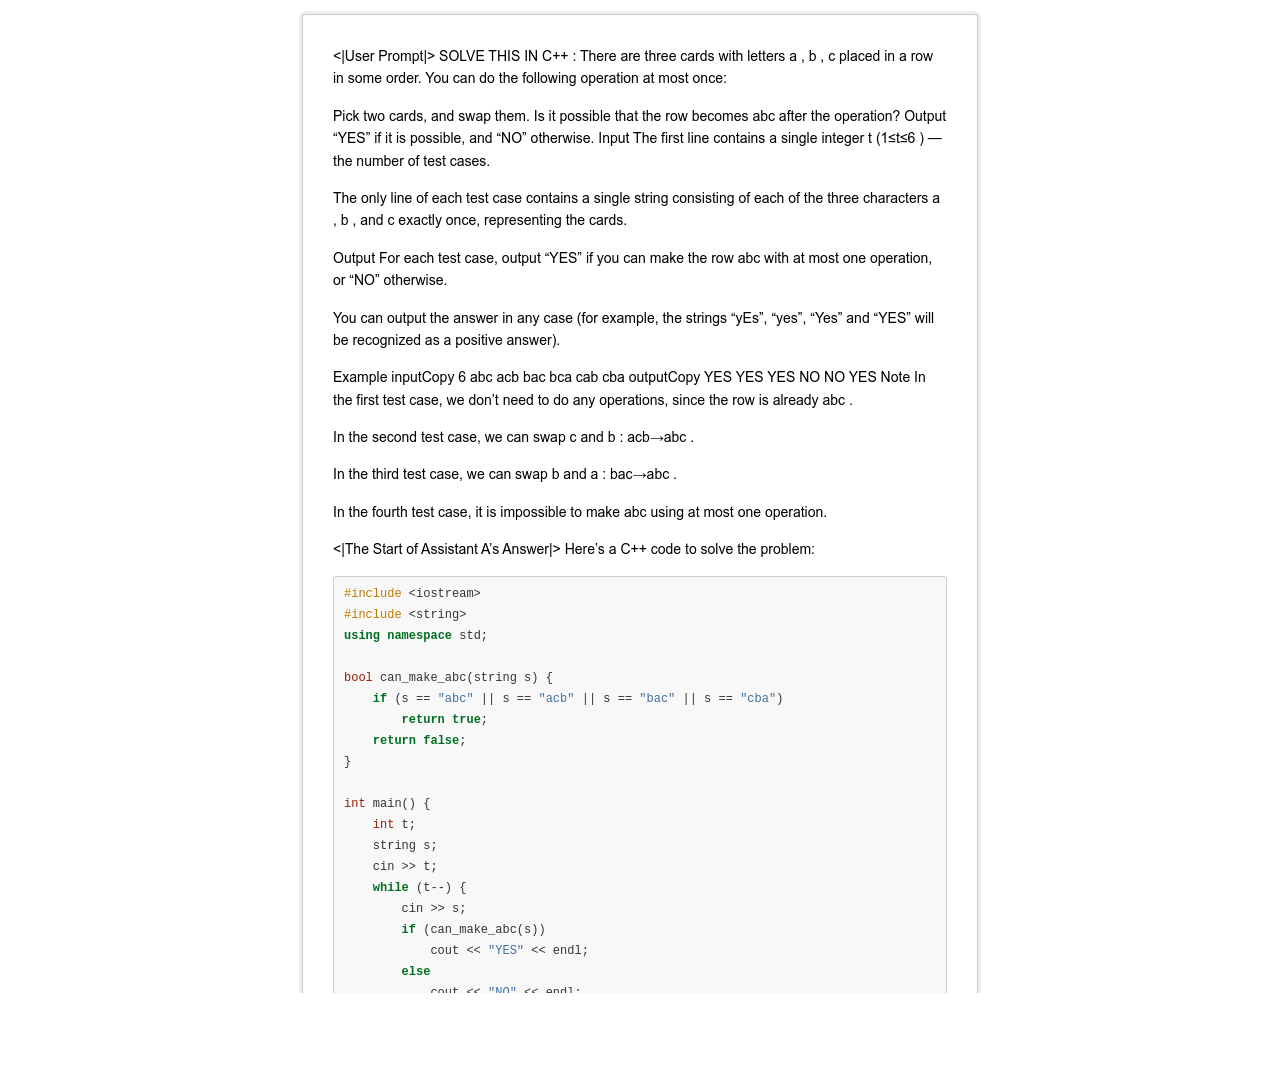 <|User Prompt|> SOLVE THIS IN C++ : There are three cards with letters a , b , c placed in a row
in some order. You can do the following operation at most once:
Pick two cards, and swap them. Is it possible that the row becomes abc after the operation? Output
“YES” if it is possible, and “NO” otherwise. Input The first line contains a single integer t (1≤t≤6 ) —
the number of test cases.
The only line of each test case contains a single string consisting of each of the three characters a
, b , and c exactly once, representing the cards.
Output For each test case, output “YES” if you can make the row abc with at most one operation,
or “NO” otherwise.
You can output the answer in any case (for example, the strings “yEs”, “yes”, “Yes” and “YES” will
be recognized as a positive answer).
Example inputCopy 6 abc acb bac bca cab cba outputCopy YES YES YES NO NO YES Note In
the first test case, we don’t need to do any operations, since the row is already abc .
In the second test case, we can swap c and b : acb→abc .
In the third test case, we can swap b and a : bac→abc .
In the fourth test case, it is impossible to make abc using at most one operation.
<|The Start of Assistant A’s Answer|> Here’s a C++ code to solve the problem:
#include <iostream>
#include <string>
using namespace std;
bool can_make_abc(string s) {
    if (s == "abc" || s == "acb" || s == "bac" || s == "cba")
        return true;
    return false;
}
int main() {
    int t;
    string s;
    cin >> t;
    while (t--) {
        cin >> s;
        if (can_make_abc(s))
            cout << "YES" << endl;
        else
            cout << "NO" << endl;